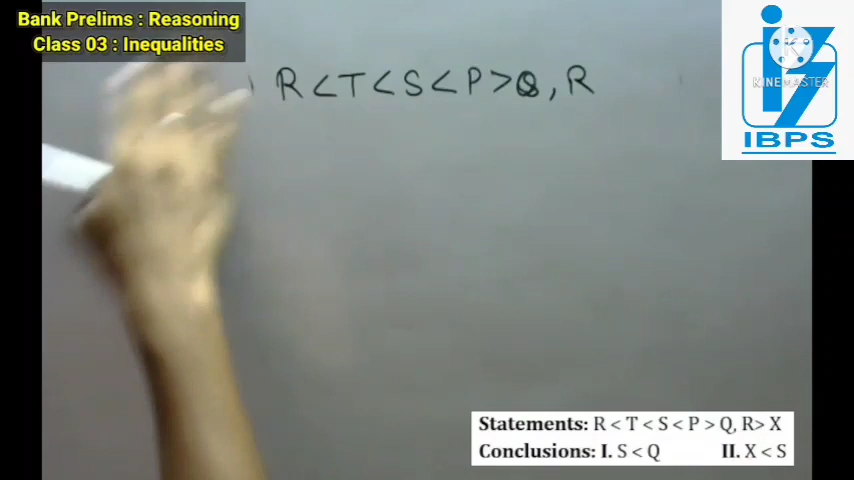 Bank Prelims : Reasoning
Class 03 : Inequalities
R < T < S < P > Q, R
KINEMASTER
IBPS
Statements: R < T < S < P > Q, R> X
Conclusions: I. S < Q II. X < S